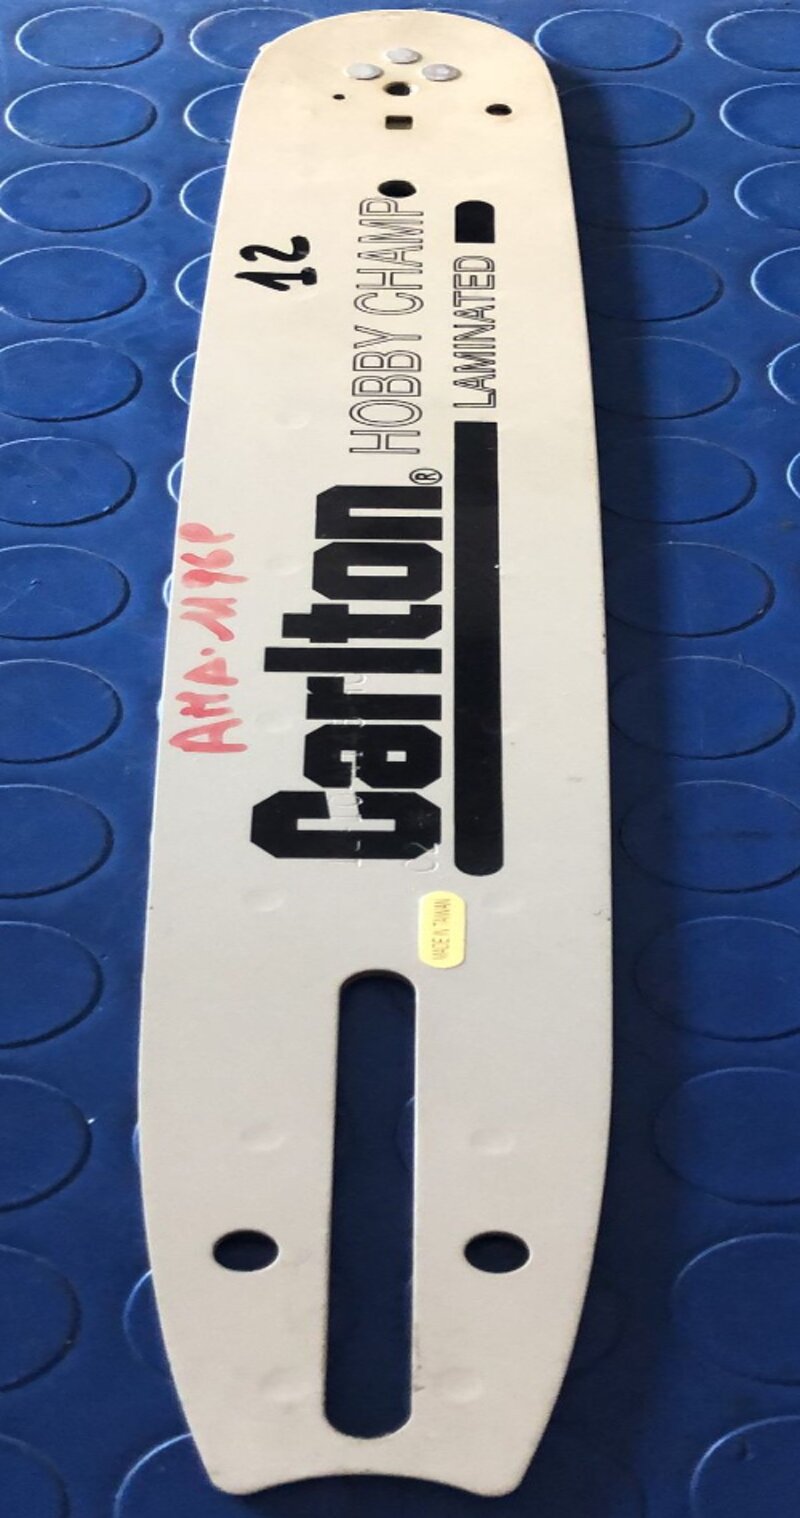 12
HOBBY CHAMP
LAMINATED
Carlton®
MADE IN TAIWAN